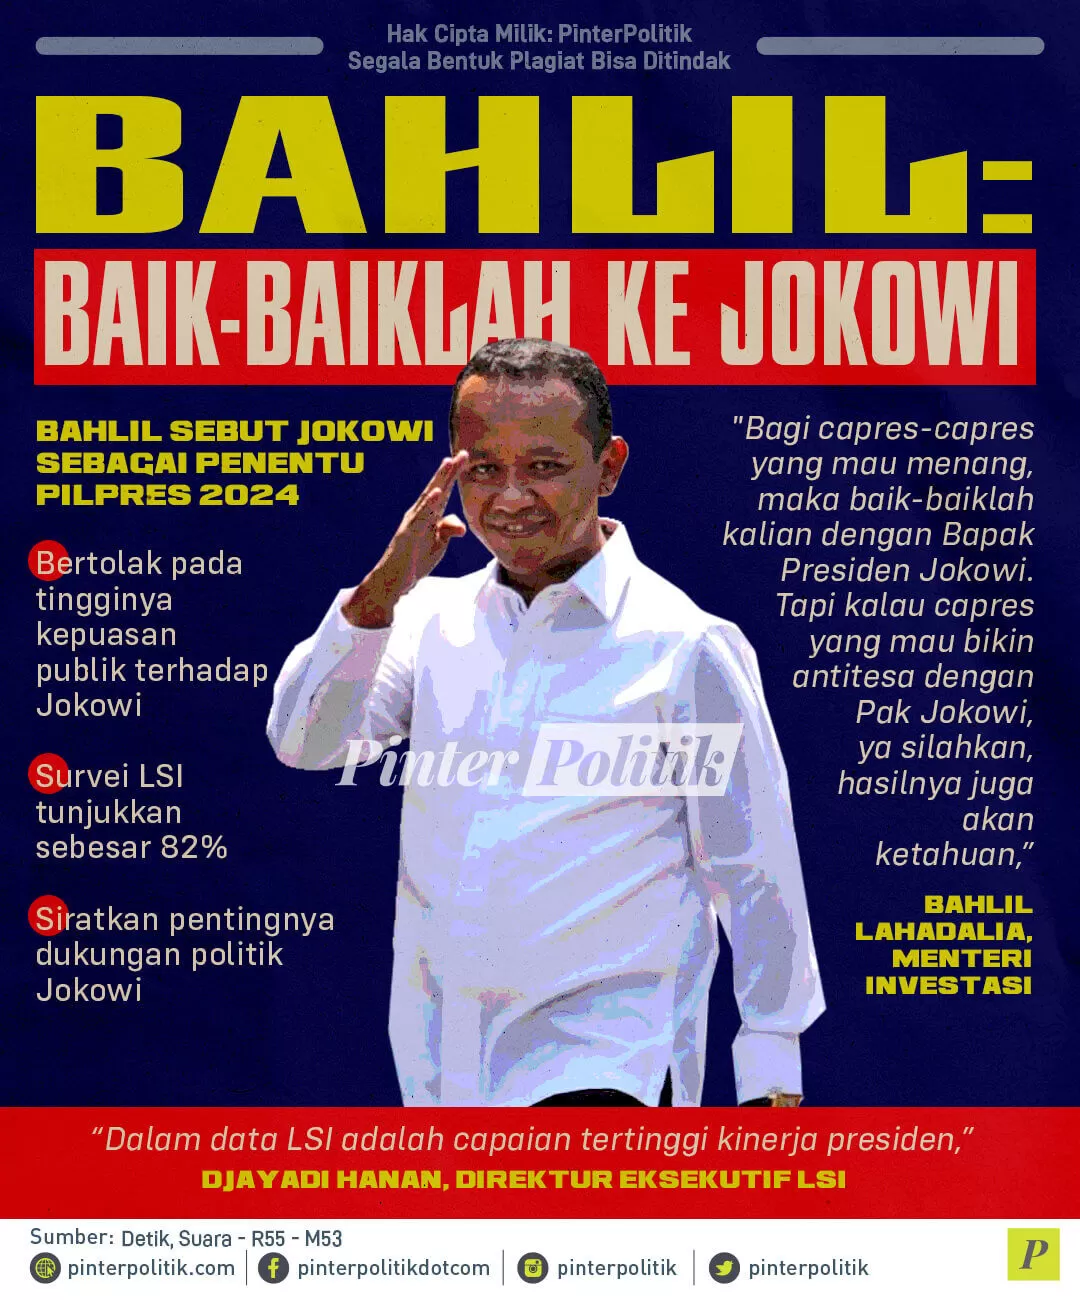 Hak Cipta Milik: PinterPolitik
Segala Bentuk Plagiat Bisa Ditindak
BAHLIL:
BAIK-BAIKLAH KE JOKOWI
BAHLIL SEBUT JOKOWI
SEBAGAI PENENTU
PILPRES 2024
Bertolak pada
tingginya
kepuasan
publik terhadap
Jokowi
Survei LSI
tunjukkan
sebesar 82%
Siratkan pentingnya
dukungan politik
Jokowi
"Bagi capres-capres
yang mau menang,
maka baik-baiklah
kalian dengan Bapak
Presiden Jokowi.
Tapi kalau capres
yang mau bikin
antitesa dengan
Pak Jokowi,
ya silahkan,
hasilnya juga
akan
ketahuan,”
BAHLIL
LAHADALIA,
MENTERI
INVESTASI
Pinter Politik
“Dalam data LSI adalah capaian tertinggi kinerja presiden,”
DJAYADI HANAN, DIREKTUR EKSEKUTIF LSI
Sumber: Detik, Suara - R55 - M53
pinterpolitik.com pinterpolitikdotcom pinterpolitik pinterpolitik
P